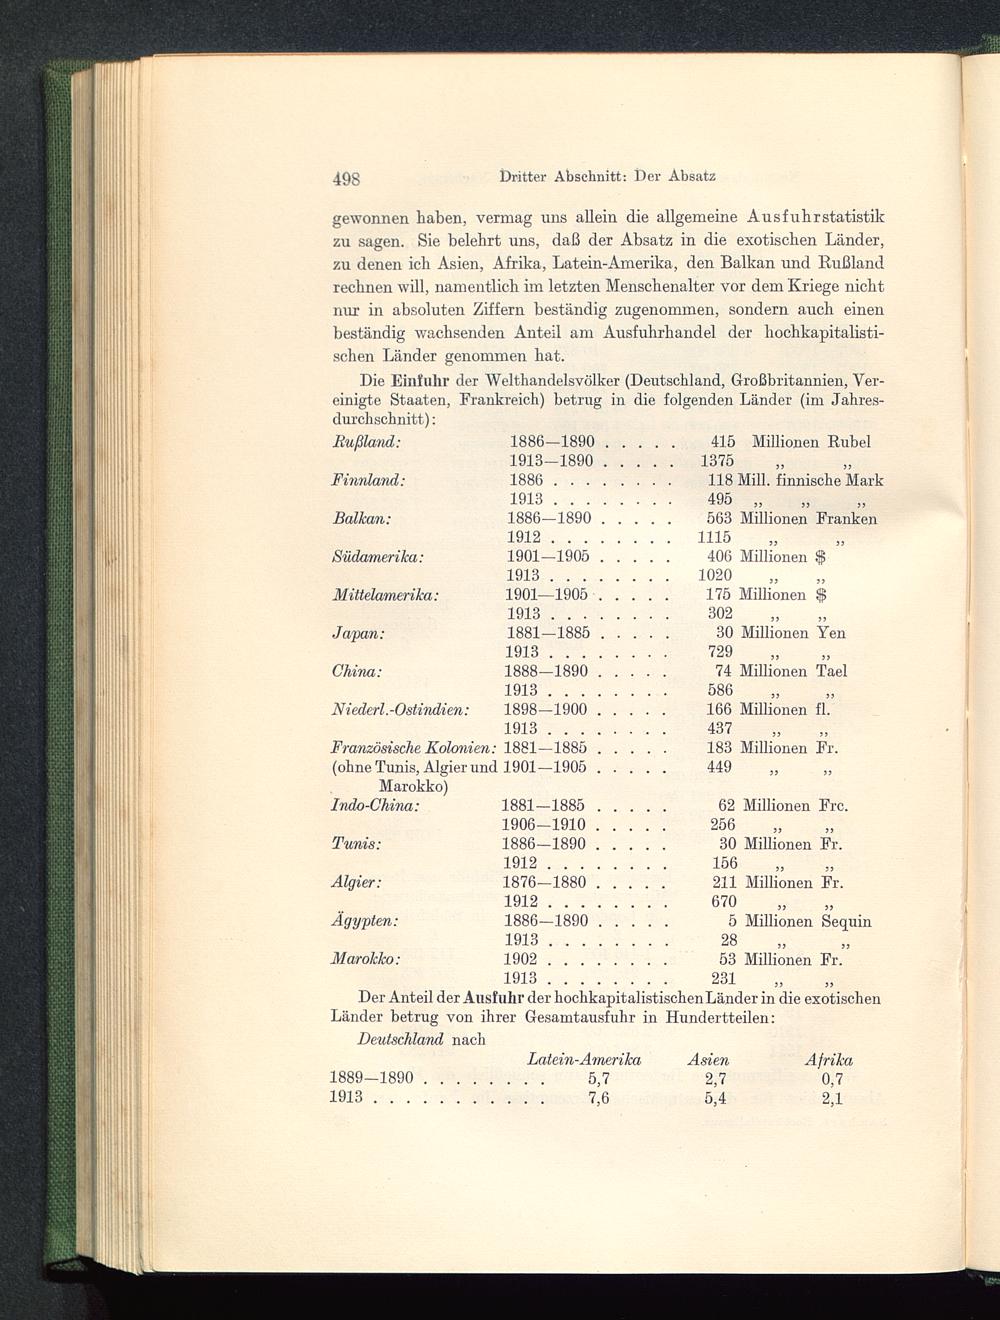 498 Dritter Abschnitt: Der Absatz
gewonnen haben, vermag uns allein die allgemeine Ausfuhrstatistik
zu sagen. Sie belehrt uns, daß der Absatz in die exotischen Länder,
zu denen ich Asien, Afrika, Latein-Amerika, den Balkan und Rußland
rechnen will, namentlich im letzten Menschenalter vor dem Kriege nicht
nur in absoluten Ziffern beständig zugenommen, sondern auch einen
beständig wachsenden Anteil am Ausfuhrhandel der hochkapitalisti-
schen Länder genommen hat.
Die Einfuhr der Welthandelsvölker (Deutschland, Großbritannien, Ver-
einigte Staaten, Frankreich) betrug in die folgenden Länder (im Jahres-
durchschnitt):
Rußland: 1886—1890 . . . . . 415 Millionen Rubel
1913—1890 . . . . . 1375 „ „
Finnland: 1886 . . . . . . . 118 Mill. finnische Mark
1913 . . . . . . . 495 „ „ „
Balkan: 1886—1890 . . . . . 563 Millionen Franken
1912 . . . . . . . 1115 „ „
Südamerika: 1901—1905 . . . . . 406 Millionen $
1913 . . . . . . . 1020 „ „
Mittelamerika: 1901—1905 . . . . . 175 Millionen $
1913 . . . . . . . 302 „ „
Japan: 1881—1885 . . . . . 30 Millionen Yen
1913 . . . . . . . 729 „ „
China: 1888—1890 . . . . . 74 Millionen Tael
1913 . . . . . . . 586 „ „
Niederl.-Ostindien: 1898—1900 . . . . . 166 Millionen fl.
1913 . . . . . . . 437 „ „
Französische Kolonien: 1881—1885 . . . . . 183 Millionen Fr.
(ohne Tunis, Algier und 1901—1905 . . . . . 449 „ „
Marokko)
Indo-China: 1881—1885 . . . . . 62 Millionen Frc.
1906—1910 . . . . . 256 „ „
Tunis: 1886—1890 . . . . . 30 Millionen Fr.
1912 . . . . . . . 156 „ „
Algier: 1876—1880 . . . . . 211 Millionen Fr.
1912 . . . . . . . 670 „ „
Ägypten: 1886—1890 . . . . . 5 Millionen Sequin
1913 . . . . . . . 28 „ „
Marokko: 1902 . . . . . . . 53 Millionen Fr.
1913 . . . . . . . 231 „ „
Der Anteil der Ausfuhr der hochkapitalistischen Länder in die exotischen
Länder betrug von ihrer Gesamtausfuhr in Hundertteilen:
Deutschland nach
Latein-Amerika Asien Afrika
1889—1890 . . . . . . . . 5,7 2,7 0,7
1913 . . . . . . . . . . . 7,6 5,4 2,1